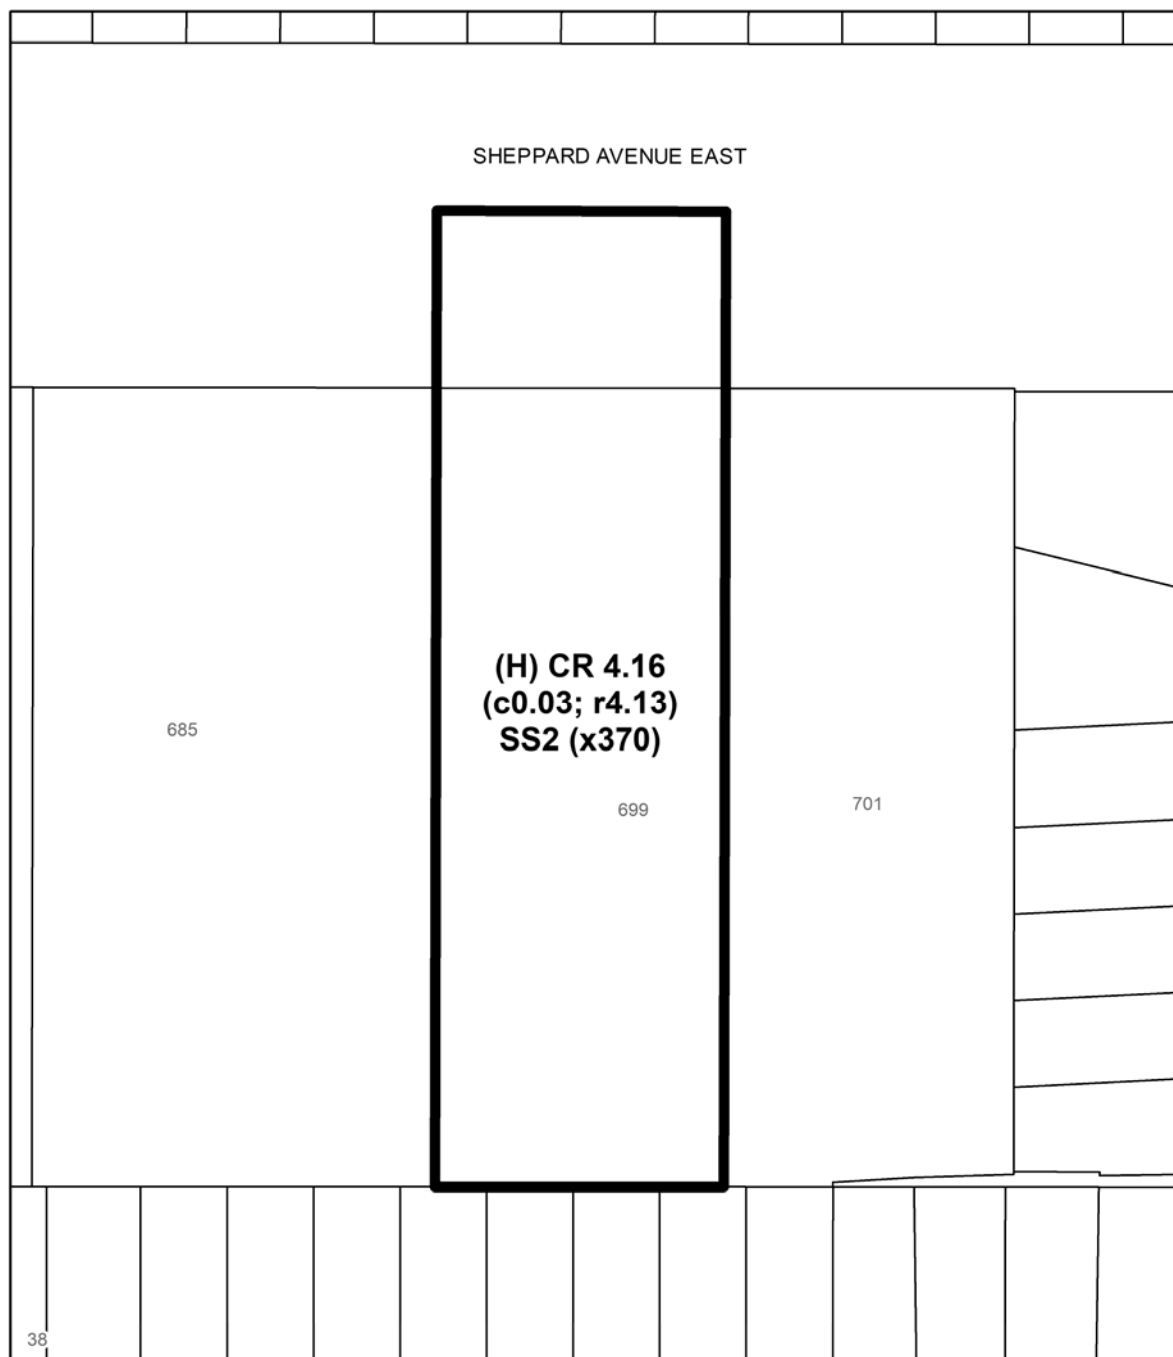 SHEPPARD AVENUE EAST
(H) CR 4.16
(c0.03; r4.13)
SS2 (x370)
685
699
701
38